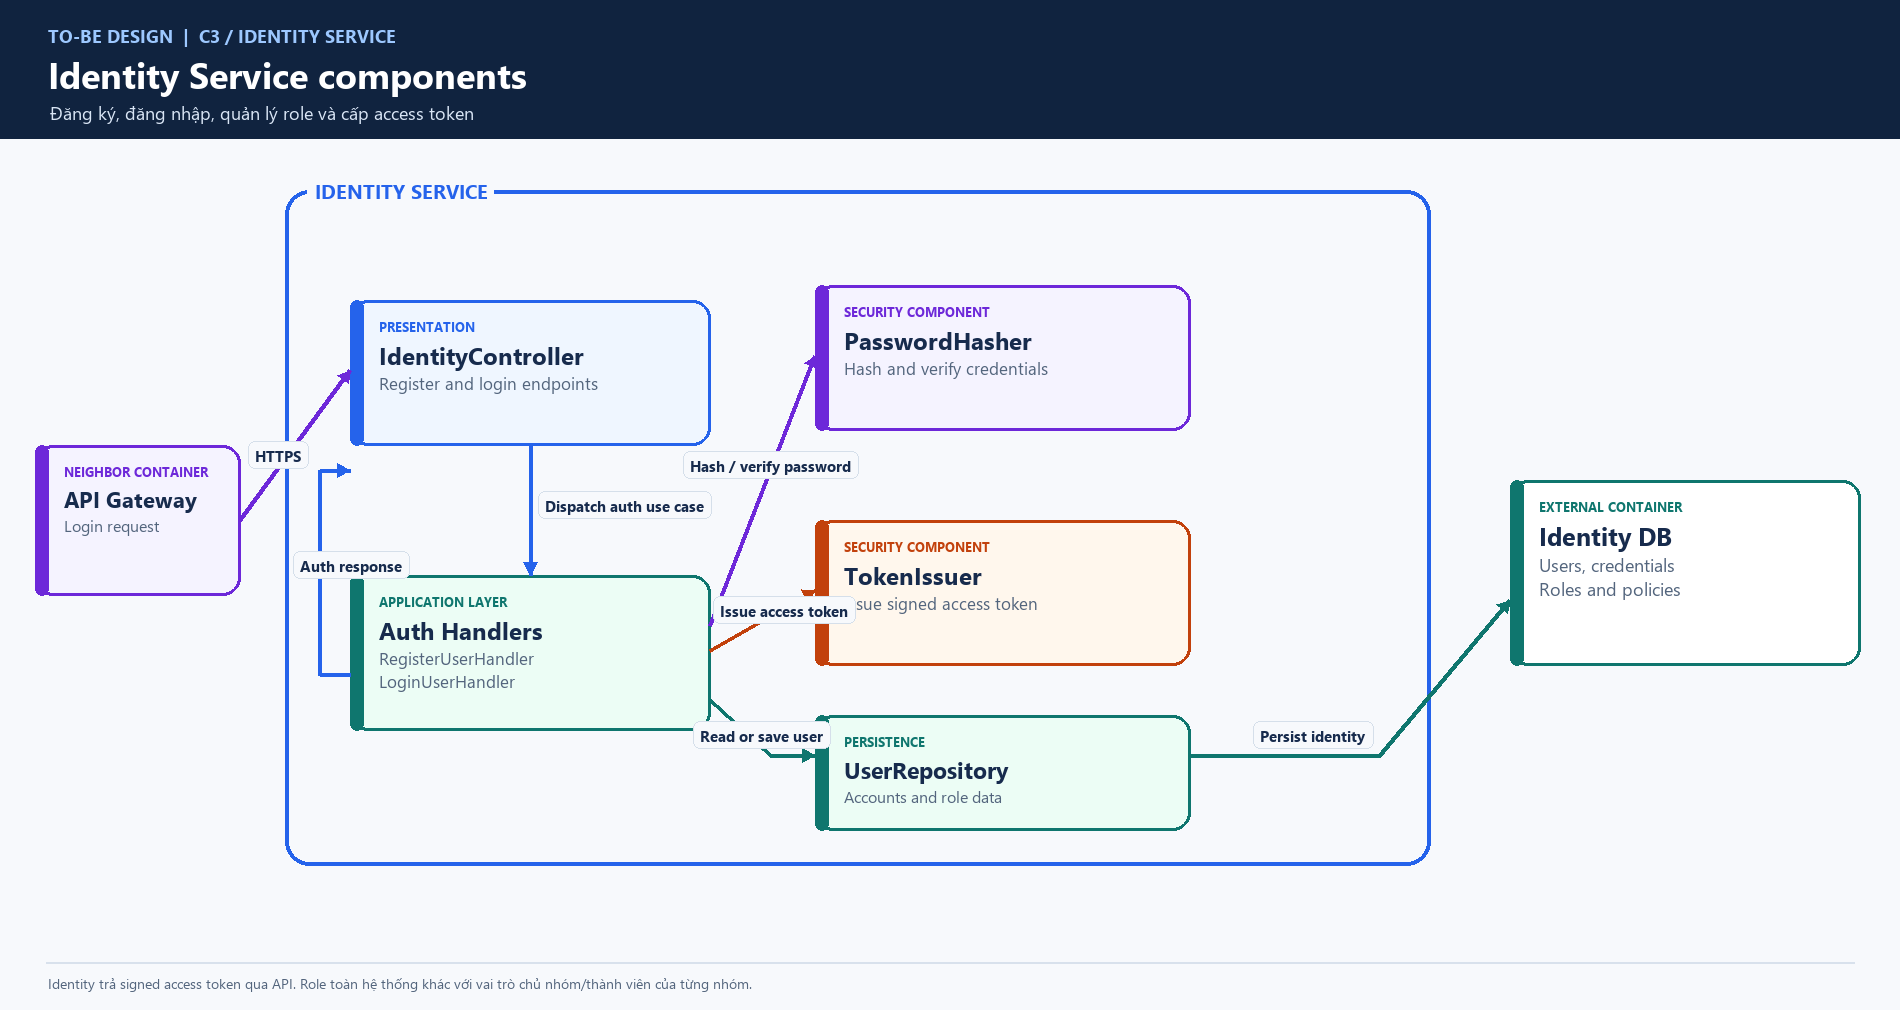 TO-BE DESIGN | C3 / IDENTITY SERVICE
Identity Service components
Đăng ký, đăng nhập, quản lý role và cấp access token
IDENTITY SERVICE
PRESENTATION
IdentityController
Register and login endpoints
SECURITY COMPONENT
PasswordHasher
Hash and verify credentials
HTTPS
NEIGHBOR CONTAINER
API Gateway
Login request
Hash / verify password
Dispatch auth use case
Auth response
APPLICATION LAYER
Auth Handlers
RegisterUserHandler
LoginUserHandler
SECURITY COMPONENT
TokenIssuer
Issue access token
sue signed access token
EXTERNAL CONTAINER
Identity DB
Users, credentials
Roles and policies
Read or save user
PERSISTENCE
UserRepository
Accounts and role data
Persist identity
Identity trả signed access token qua API. Role toàn hệ thống khác với vai trò chủ nhóm/thành viên của từng nhóm.